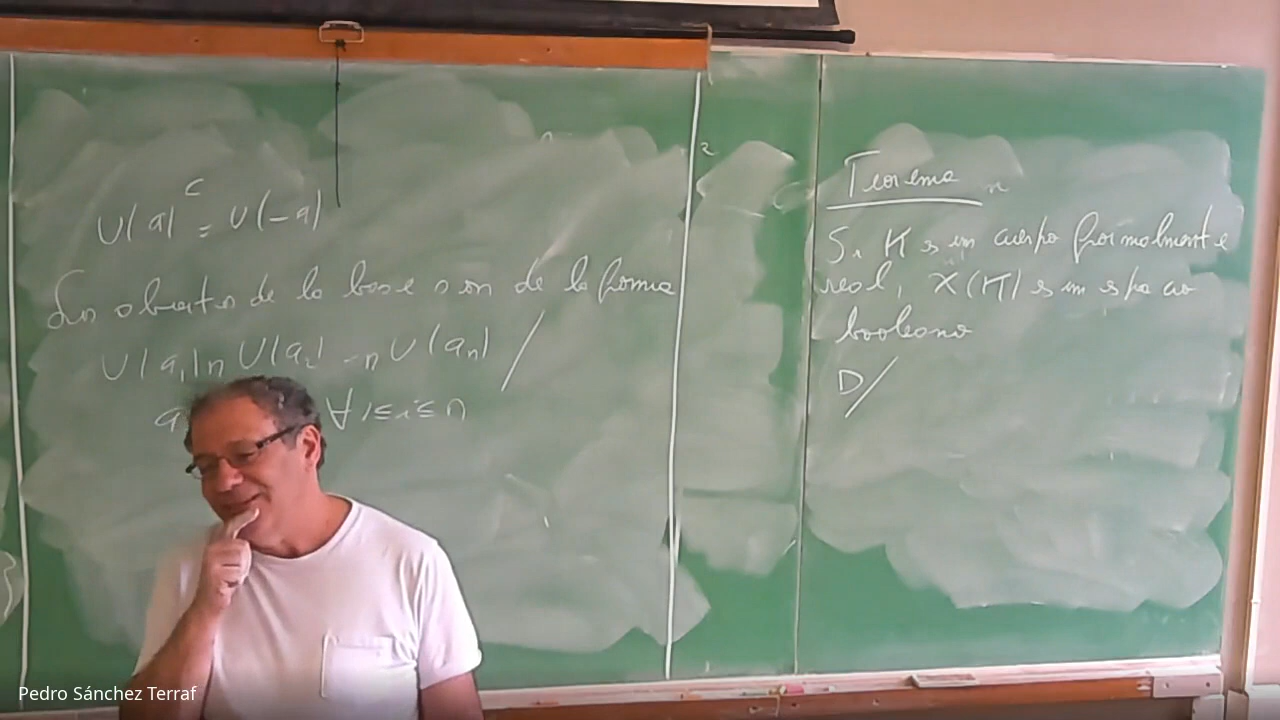 U(a)ᶜ = U(-a)
Los abiertos de la base son de la forma
U(a₁) ∩ U(a₂) … ∩ U(aₙ) /
a ∀ 1≤i≤n
Teorema
Si K es un cuerpo formalmente
real, X(K) es un espacio
booleano
D/
Pedro Sánchez Terraf